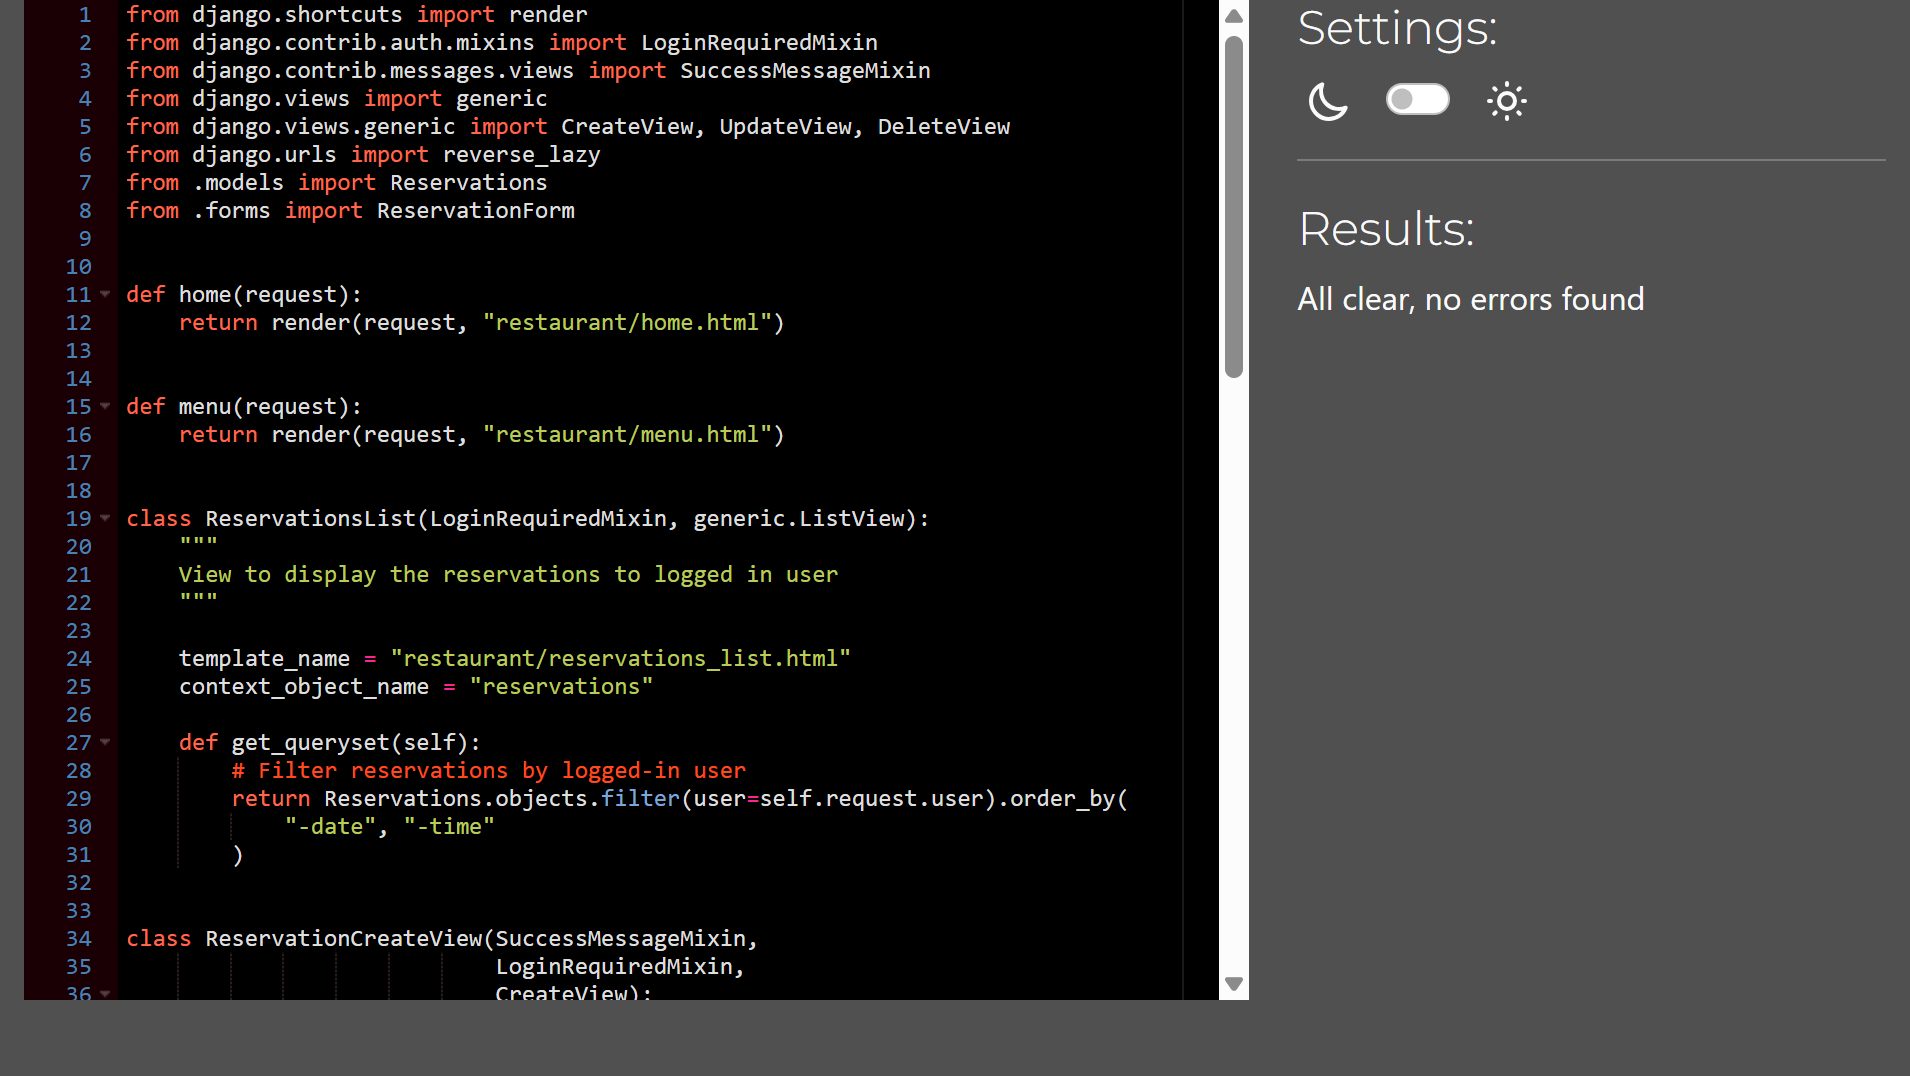 1 from django.shortcuts import render
2 from django.contrib.auth.mixins import LoginRequiredMixin
3 from django.contrib.messages.views import SuccessMessageMixin
4 from django.views import generic
5 from django.views.generic import CreateView, UpdateView, DeleteView
6 from django.urls import reverse_lazy
7 from .models import Reservations
8 from .forms import ReservationForm
9
10
11 def home(request):
12     return render(request, "restaurant/home.html")
13
14
15 def menu(request):
16     return render(request, "restaurant/menu.html")
17
18
19 class ReservationsList(LoginRequiredMixin, generic.ListView):
20     """
21     View to display the reservations to logged in user
22     """
23
24     template_name = "restaurant/reservations_list.html"
25     context_object_name = "reservations"
26
27     def get_queryset(self):
28         # Filter reservations by logged-in user
29         return Reservations.objects.filter(user=self.request.user).order_by(
30             "-date", "-time"
31         )
32
33
34 class ReservationCreateView(SuccessMessageMixin,
35                             LoginRequiredMixin,
36                             CreateView):
Settings:
Results:
All clear, no errors found